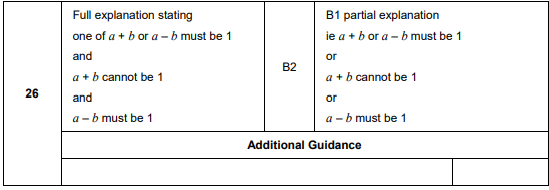 Full explanation stating
one of a + b or a – b must be 1
and
a + b cannot be 1
and
a – b must be 1
26
B2
B1 partial explanation
ie a + b or a – b must be 1
or
a + b cannot be 1
or
a – b must be 1
Additional Guidance